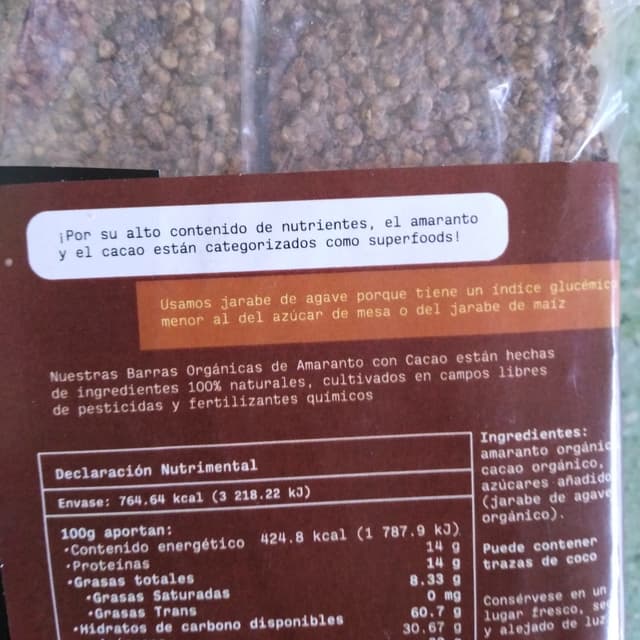 ¡Por su alto contenido de nutrientes, el amaranto
y el cacao están categorizados como superfoods!
Usamos jarabe de agave porque tiene un índice glucémico
menor al del azúcar de mesa o del jarabe de maíz
Nuestras Barras Orgánicas de Amaranto con Cacao están hechas
de ingredientes 100% naturales, cultivados en campos libres
de pesticidas y fertilizantes químicos
Declaración Nutrimental
Envase: 764.64 kcal (3 218.22 kJ)
100g aportan:
•Contenido energético 424.8 kcal (1 787.9 kJ)
•Proteínas 14 g
•Grasas totales 14 g
•Grasas Saturadas 8.33 g
•Grasas Trans 0 mg
•Hidratos de carbono disponibles 60.7 g
30.67 g
Ingredientes:
amaranto orgánic
cacao orgánico,
azúcares añadido
(jarabe de agave
orgánico).
Puede contener
trazas de coco
Consérvese en un
lugar fresco, se
y alejado de luz